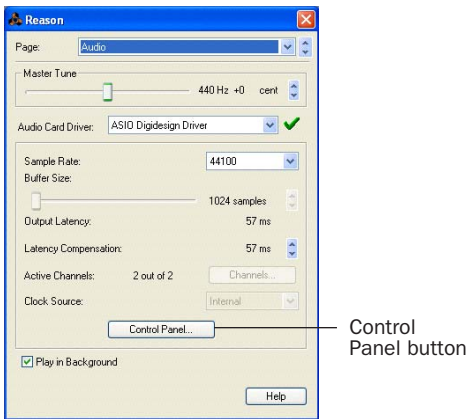 Reason
Page: Audio
Master Tune
440 Hz +0 cent
Audio Card Driver: ASIO Digidesign Driver
Sample Rate: 44100
Buffer Size:
1024 samples
Output Latency: 57 ms
Latency Compensation: 57 ms
Active Channels: 2 out of 2 Channels...
Clock Source: Internal
Control Panel...
Control
Panel button
Play in Background
Help